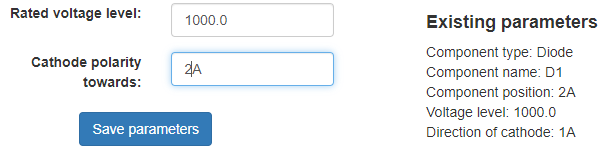 Rated voltage level:
1000.0
Cathode polarity
towards:
2A
Save parameters
Existing parameters
Component type: Diode
Component name: D1
Component position: 2A
Voltage level: 1000.0
Direction of cathode: 1A